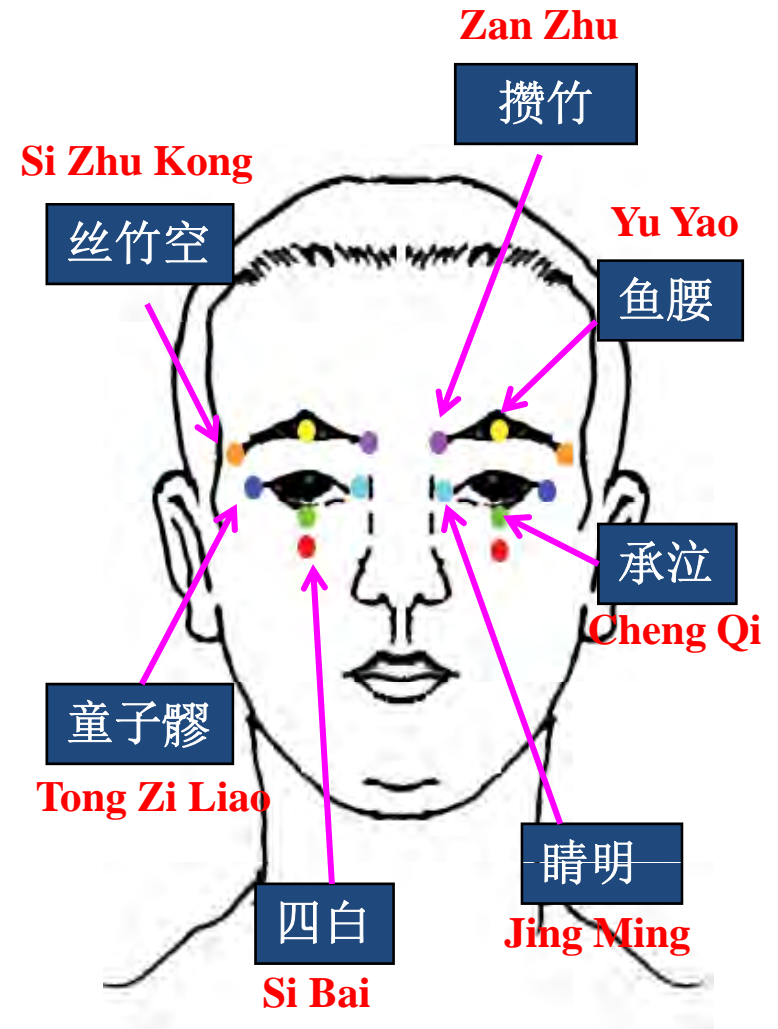 Zan Zhu
攒竹
Si Zhu Kong
丝竹空
Yu Yao
鱼腰
承泣
Cheng Qi
童子髎
Tong Zi Liao
睛明
Jing Ming
四白
Si Bai